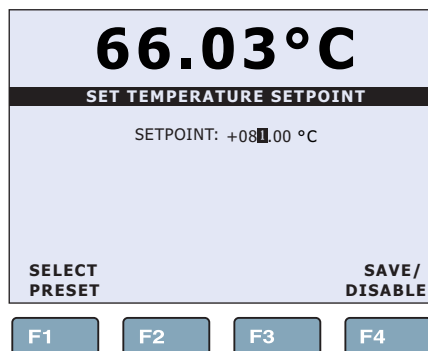 66.03°C
SET TEMPERATURE SETPOINT
SETPOINT: +081.00 °C
SELECT SAVE/
PRESET DISABLE
F1 F2 F3 F4